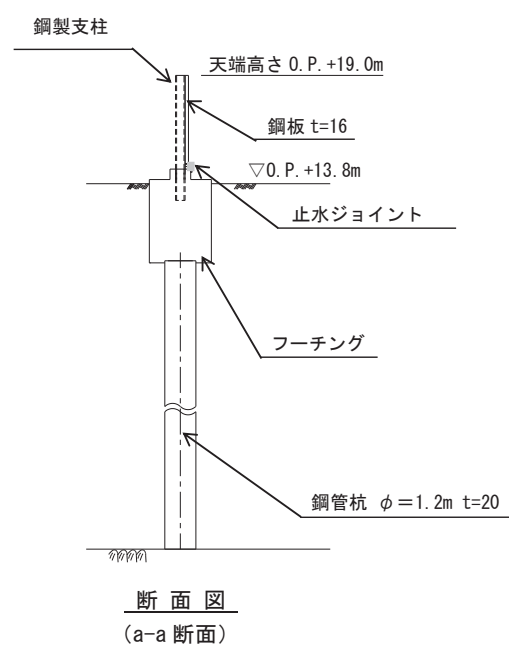 鋼製支柱
天端高さ O.P.+19.0m
鋼板 t=16
▽O.P.+13.8m
止水ジョイント
フーチング
鋼管杭 φ＝1.2m t=20
断 面 図
(a-a 断面)